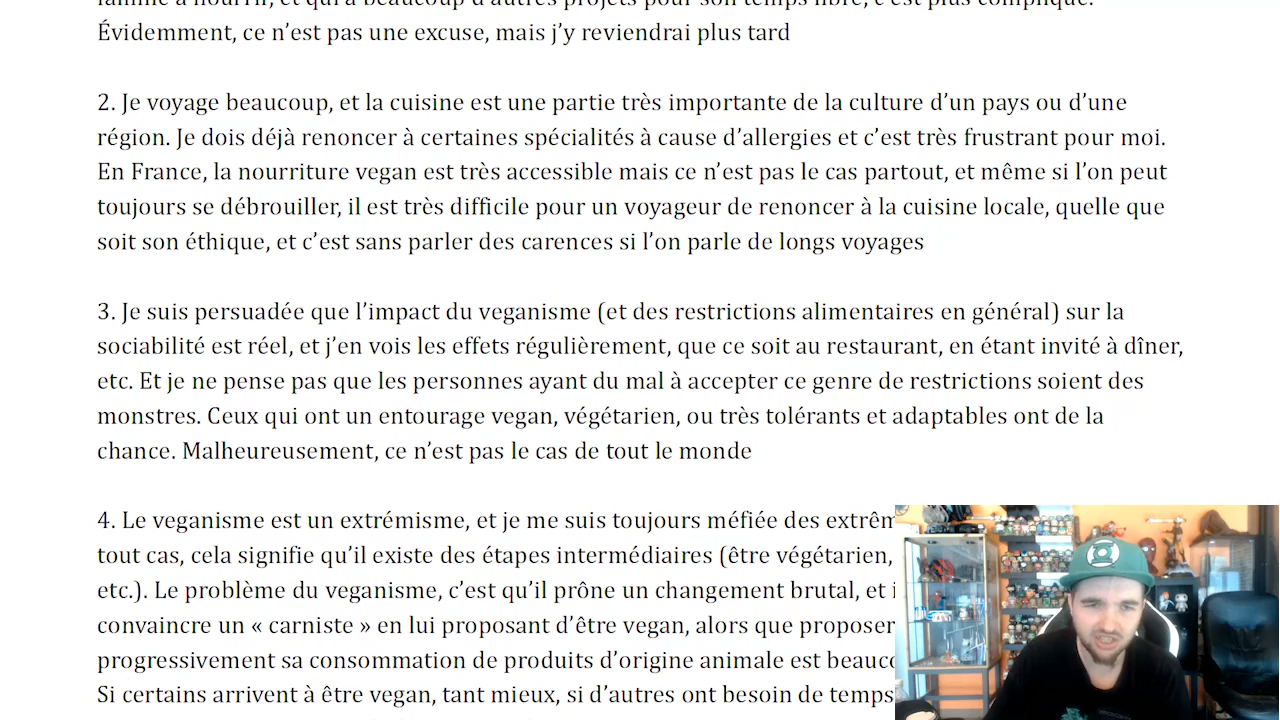 Évidemment, ce n’est pas une excuse, mais j’y reviendrai plus tard
2. Je voyage beaucoup, et la cuisine est une partie très importante de la culture d’un pays ou d’une
région. Je dois déjà renoncer à certaines spécialités à cause d’allergies et c’est très frustrant pour moi.
En France, la nourriture vegan est très accessible mais ce n’est pas le cas partout, et même si l’on peut
toujours se débrouiller, il est très difficile pour un voyageur de renoncer à la cuisine locale, quelle que
soit son éthique, et c’est sans parler des carences si l’on parle de longs voyages
3. Je suis persuadée que l’impact du veganisme (et des restrictions alimentaires en général) sur la
sociabilité est réel, et j’en vois les effets régulièrement, que ce soit au restaurant, en étant invité à dîner,
etc. Et je ne pense pas que les personnes ayant du mal à accepter ce genre de restrictions soient des
monstres. Ceux qui ont un entourage vegan, végétarien, ou très tolérants et adaptables ont de la
chance. Malheureusement, ce n’est pas le cas de tout le monde
4. Le veganisme est un extrémisme, et je me suis toujours méfiée des
tout cas, cela signifie qu’il existe des étapes intermédiaires (être végétarien,
etc.). Le problème du veganisme, c’est qu’il prône un changement brutal, et
convaincre un « carniste » en lui proposant d’être vegan, alors que proposer
progressivement sa consommation de produits d’origine animale est
Si certains arrivent à être vegan, tant mieux, si d’autres ont besoin de temps